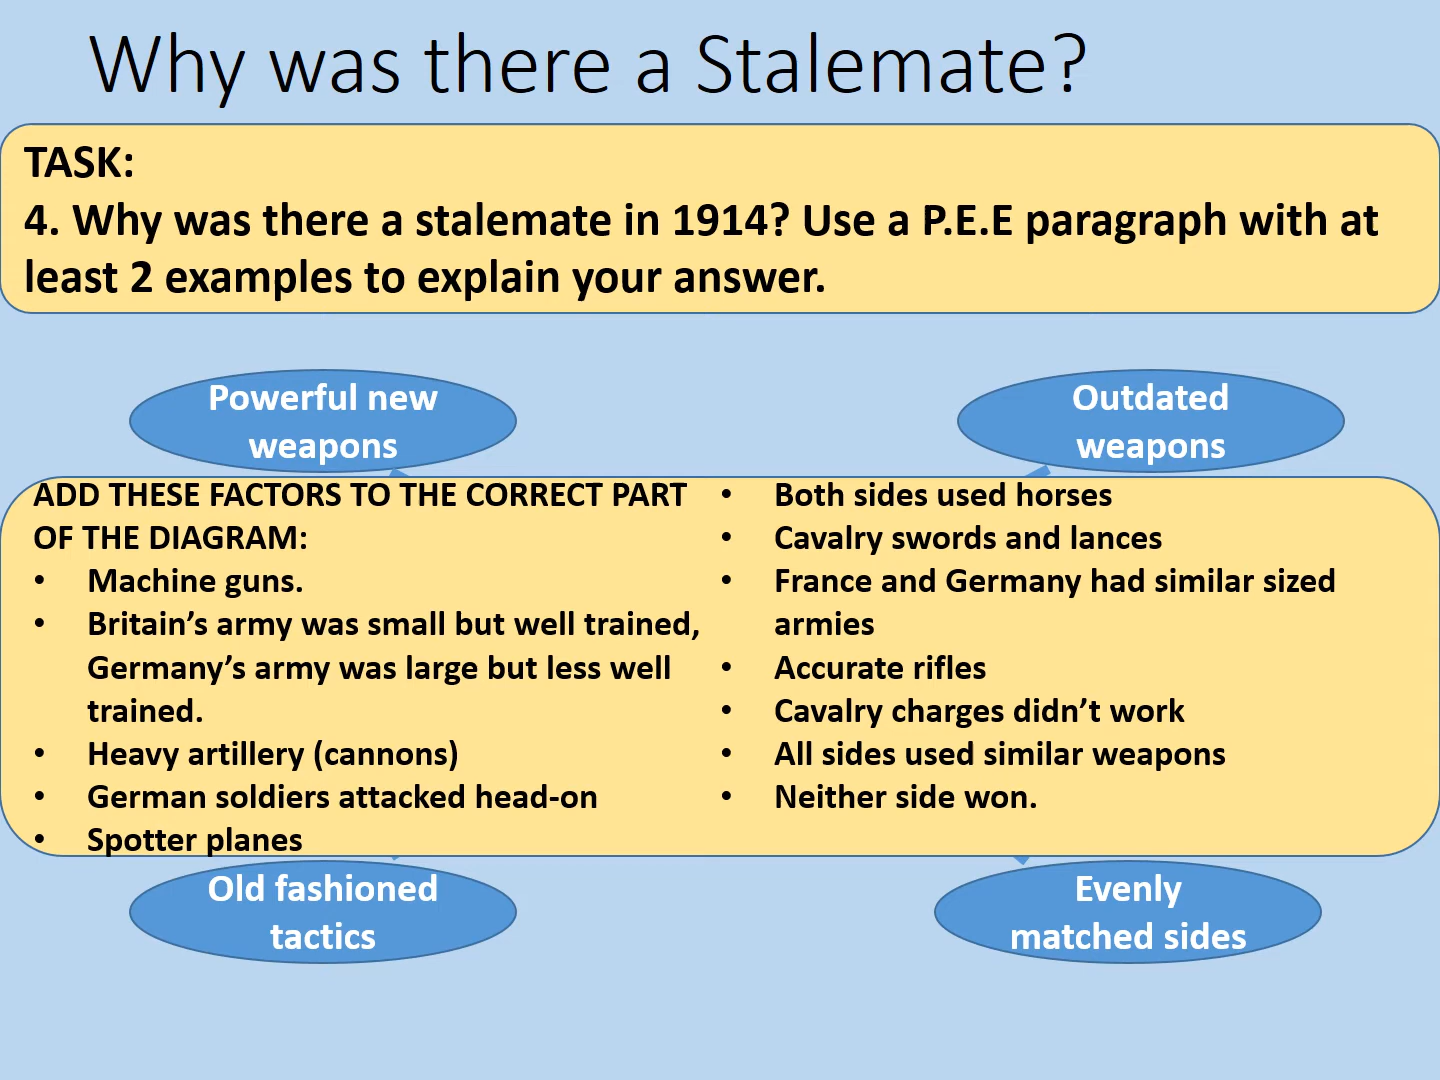 Why was there a Stalemate?
TASK:
4. Why was there a stalemate in 1914? Use a P.E.E paragraph with at
least 2 examples to explain your answer.
Powerful new
weapons
Outdated
weapons
ADD THESE FACTORS TO THE CORRECT PART
OF THE DIAGRAM:
• Machine guns.
• Britain’s army was small but well trained,
Germany’s army was large but less well
trained.
• Heavy artillery (cannons)
• German soldiers attacked head-on
• Spotter planes
• Both sides used horses
• Cavalry swords and lances
• France and Germany had similar sized
armies
• Accurate rifles
• Cavalry charges didn’t work
• All sides used similar weapons
• Neither side won.
Old fashioned
tactics
Evenly
matched sides